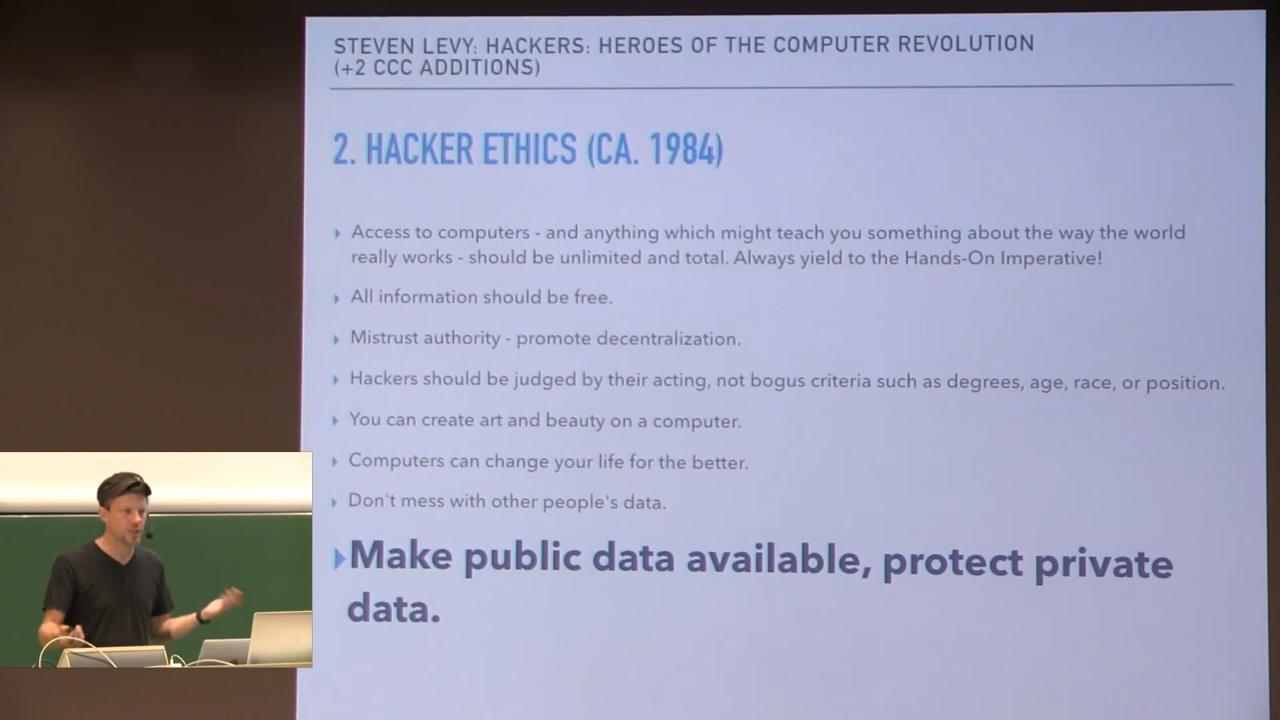 STEVEN LEVY: HACKERS: HEROES OF THE COMPUTER REVOLUTION
(+2 CCC ADDITIONS)
2. HACKER ETHICS (CA. 1984)
Access to computers - and anything which might teach you something about the way the world
really works - should be unlimited and total. Always yield to the Hands-On Imperative!
All information should be free.
Mistrust authority - promote decentralization.
Hackers should be judged by their acting, not bogus criteria such as degrees, age, race, or position.
You can create art and beauty on a computer.
Computers can change your life for the better.
Don't mess with other people's data.
Make public data available, protect private
data.